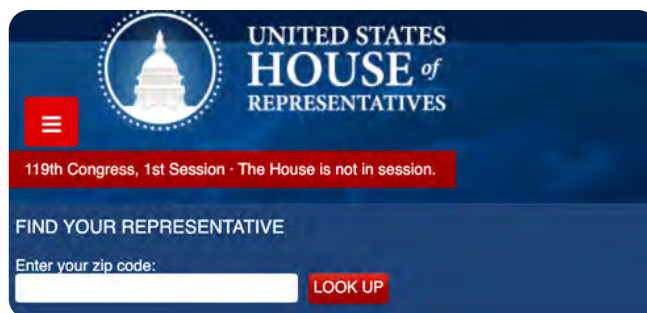 UNITED STATES
HOUSE of
REPRESENTATIVES
119th Congress, 1st Session · The House is not in session.
FIND YOUR REPRESENTATIVE
Enter your zip code:
LOOK UP